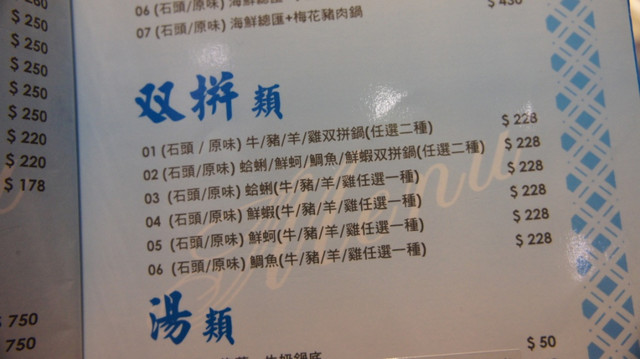 $ 250
$ 250
$ 250
$ 250
$ 220
$ 220
$ 178
$ 750
750
06 (石頭/原味) 海鮮總匯+
07 (石頭/原味) 海鮮總匯+梅花豬肉鍋 $ 430
双拼類
01 (石頭 / 原味) 牛/豬/羊/雞双拼鍋(任選二種) $ 228
02 (石頭/原味) 蛤蜊/鮮蚵/鯛魚/鮮蝦双拼鍋(任選二種) $ 228
03 (石頭/原味) 蛤蜊(牛/豬/羊/雞任選一種) $ 228
04 (石頭/原味) 鮮蝦(牛/豬/羊/雞任選一種) $ 228
05 (石頭/原味) 鮮蚵(牛/豬/羊/雞任選一種) $ 228
06 (石頭/原味) 鯛魚(牛/豬/羊/雞任選一種) $ 228
Menu
湯類
牛奶鍋底 $ 50